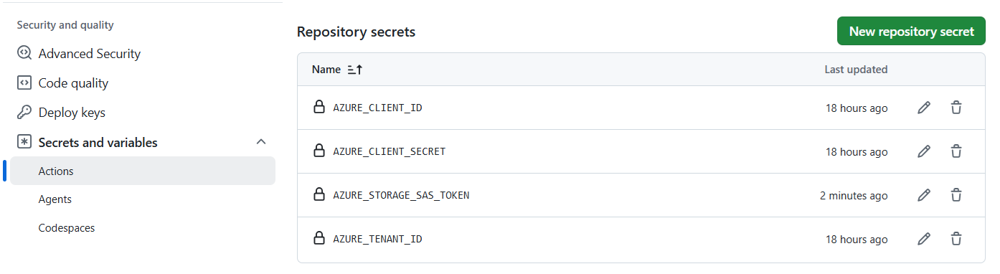 Security and quality
Advanced Security
Code quality
Deploy keys
Secrets and variables
Actions
Agents
Codespaces
Repository secrets
New repository secret
Name Last updated
AZURE_CLIENT_ID 18 hours ago
AZURE_CLIENT_SECRET 18 hours ago
AZURE_STORAGE_SAS_TOKEN 2 minutes ago
AZURE_TENANT_ID 18 hours ago